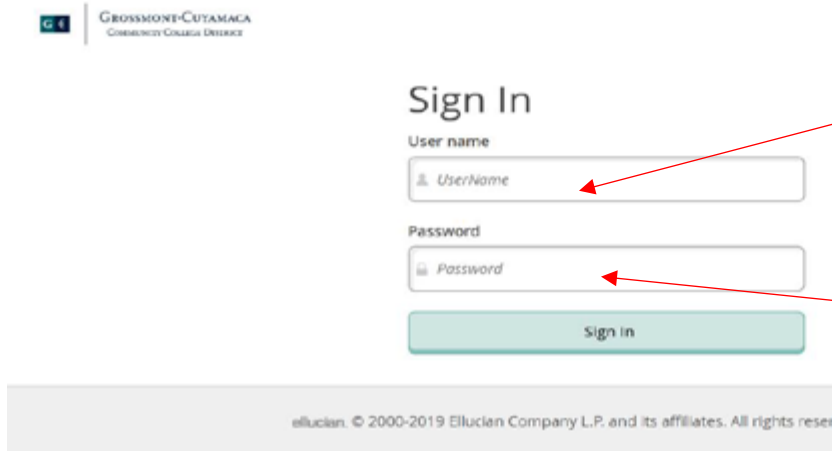 G C
GROSSMONT-CUYAMACA
COMMUNITY COLLEGE DISTRICT
Sign In
User name
UserName
Password
Password
Sign In
ellucian. © 2000-2019 Ellucian Company L.P. and its affiliates. All rights reser